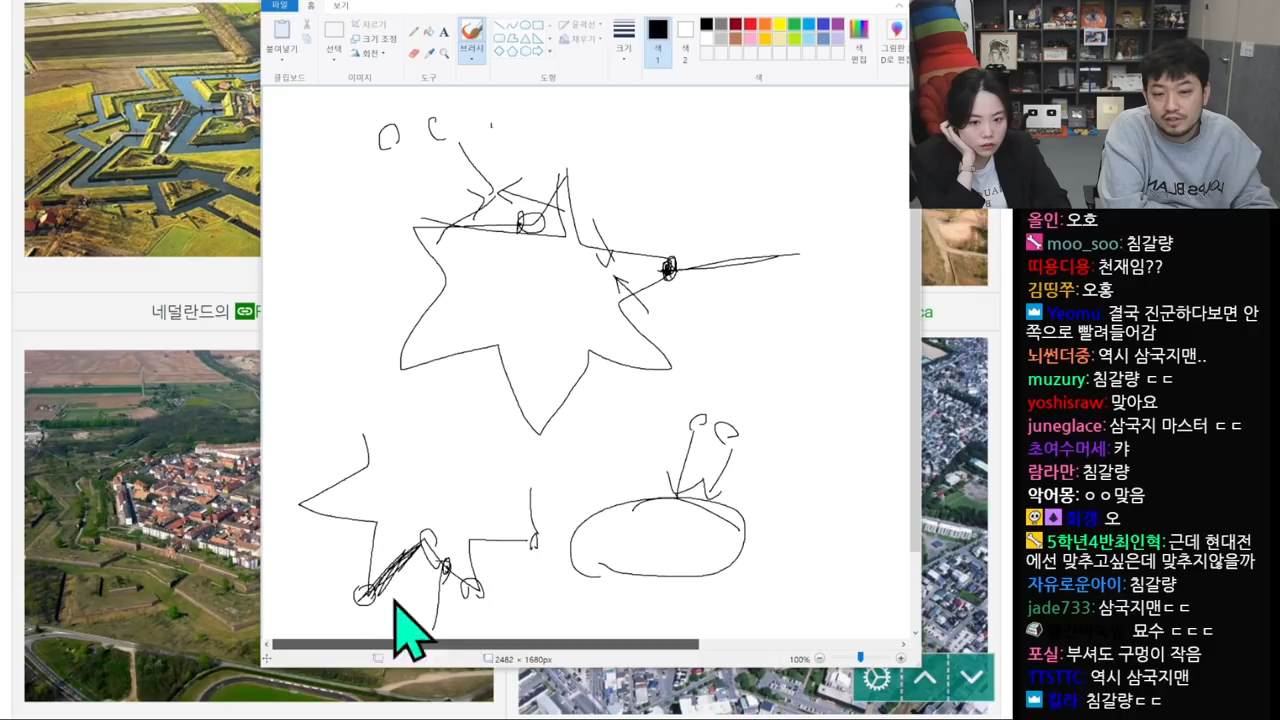 파일
홈
보기
붙여넣기
클립보드
선택
자르기
크기 조정
회전
이미지
A
도구
브러시
윤곽선
채우기
도형
크기
색
1
색
2
색
편집
색
그림판
D로 편집
네덜란드의
ca
2482 × 1680px
100%
올인: 오호
moo_soo: 침갈량
띠용디용: 천재임??
김띵쭈: 오홍
Yeomu: 결국 진군하다보면 안
쪽으로 빨려들어감
뇌썬더중: 역시 삼국지맨..
muzury: 침갈량 ㄷㄷ
yoshisraw: 맞아요
juneglace: 삼국지 마스터 ㄷㄷ
초여수머세: 캬
람라만: 침갈량
악어몽: ㅇㅇ맞음
오
5학년4반최인혁: 근데 현대전
에선 맞추고싶은데 맞추지않을까
자유로운아이: 침갈량
jade733: 삼국지맨ㄷㄷ
묘수 ㄷㄷㄷ
포실: 부셔도 구멍이 작음
TTSTTC: 역시 삼국지맨
칼라: 침갈량ㄷㄷ